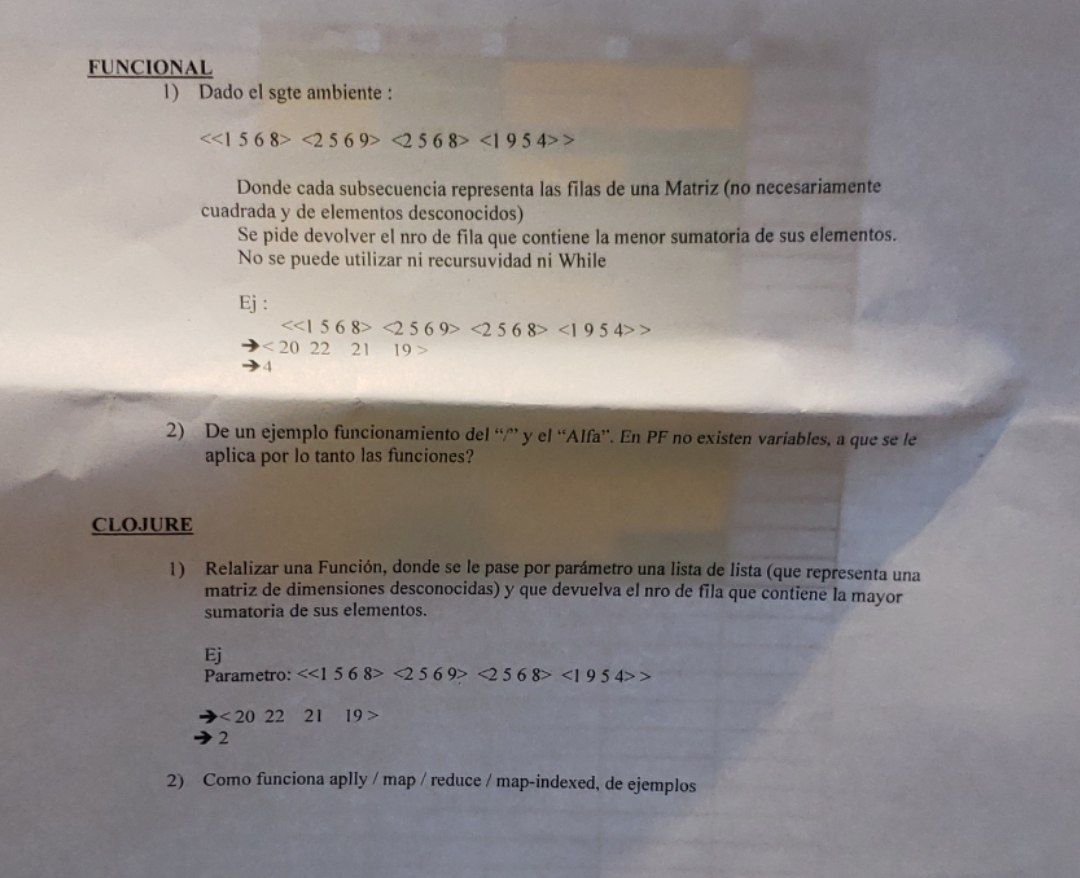 FUNCIONAL
1) Dado el sgte ambiente :
<<1 5 6 8> <2 5 6 9> <2 5 6 8> <1 9 5 4> >
Donde cada subsecuencia representa las filas de una Matriz (no necesariamente
cuadrada y de elementos desconocidos)
Se pide devolver el nro de fila que contiene la menor sumatoria de sus elementos.
No se puede utilizar ni recursuvidad ni While
Ej :
<<1 5 6 8> <2 5 6 9> <2 5 6 8> <1 9 5 4> >
➔< 20 22 21 19 >
➔ 4
2) De un ejemplo funcionamiento del “/” y el “Alfa”. En PF no existen variables, a que se le
aplica por lo tanto las funciones?
CLOJURE
1) Relalizar una Función, donde se le pase por parámetro una lista de lista (que representa una
matriz de dimensiones desconocidas) y que devuelva el nro de fila que contiene la mayor
sumatoria de sus elementos.
Ej
Parametro: <<1 5 6 8> <2 5 6 9> <2 5 6 8> <1 9 5 4> >
➔< 20 22 21 19 >
➔ 2
2) Como funciona aplly / map / reduce / map-indexed, de ejemplos